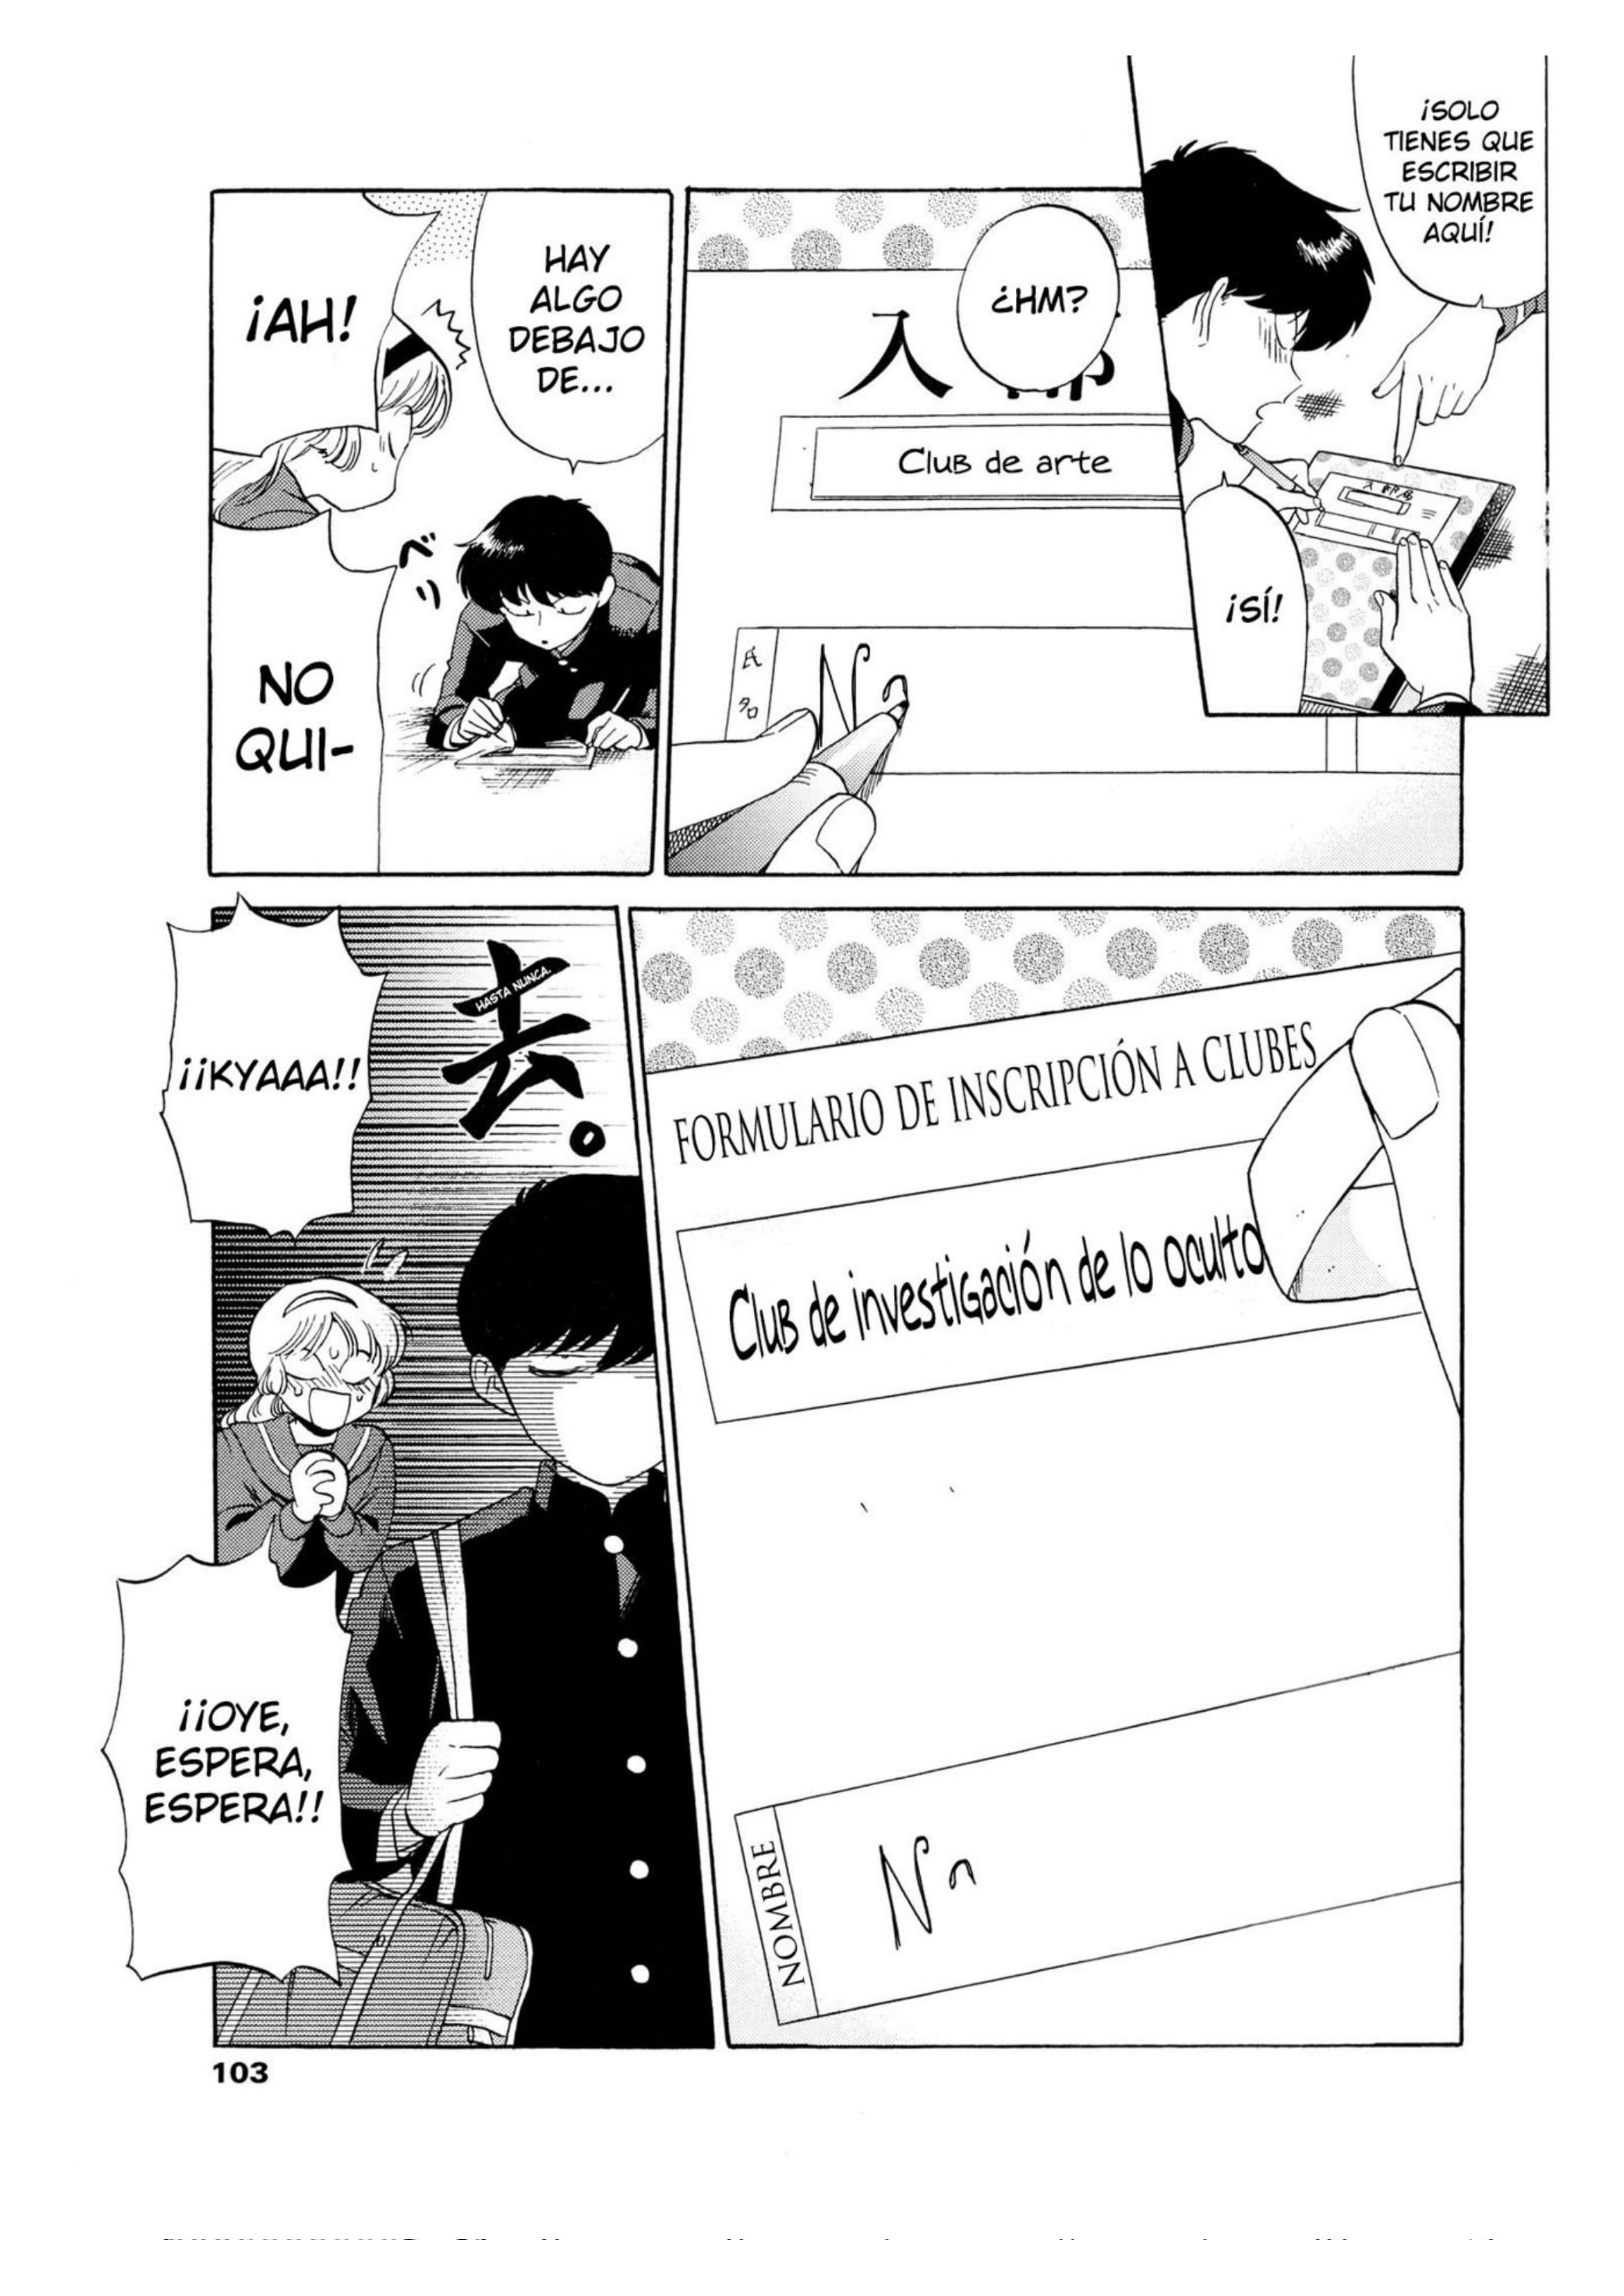 ¡SOLO
TIENES QUE
ESCRIBIR
TU NOMBRE
AQUÍ!
¡SÍ!
¿HM?
入
Club de arte
氏
名
Na
HAY
ALGO
DEBAJO
DE...
¡AH!
ベリ
NO
QUI-
FORMULARIO DE INSCRIPCIÓN A CLUBES
Club de investigación de lo oculto
NOMBRE
Na
去。
HASTA NUNCA.
¡¡KYAAA!!
¡¡OYE,
ESPERA,
ESPERA!!
103